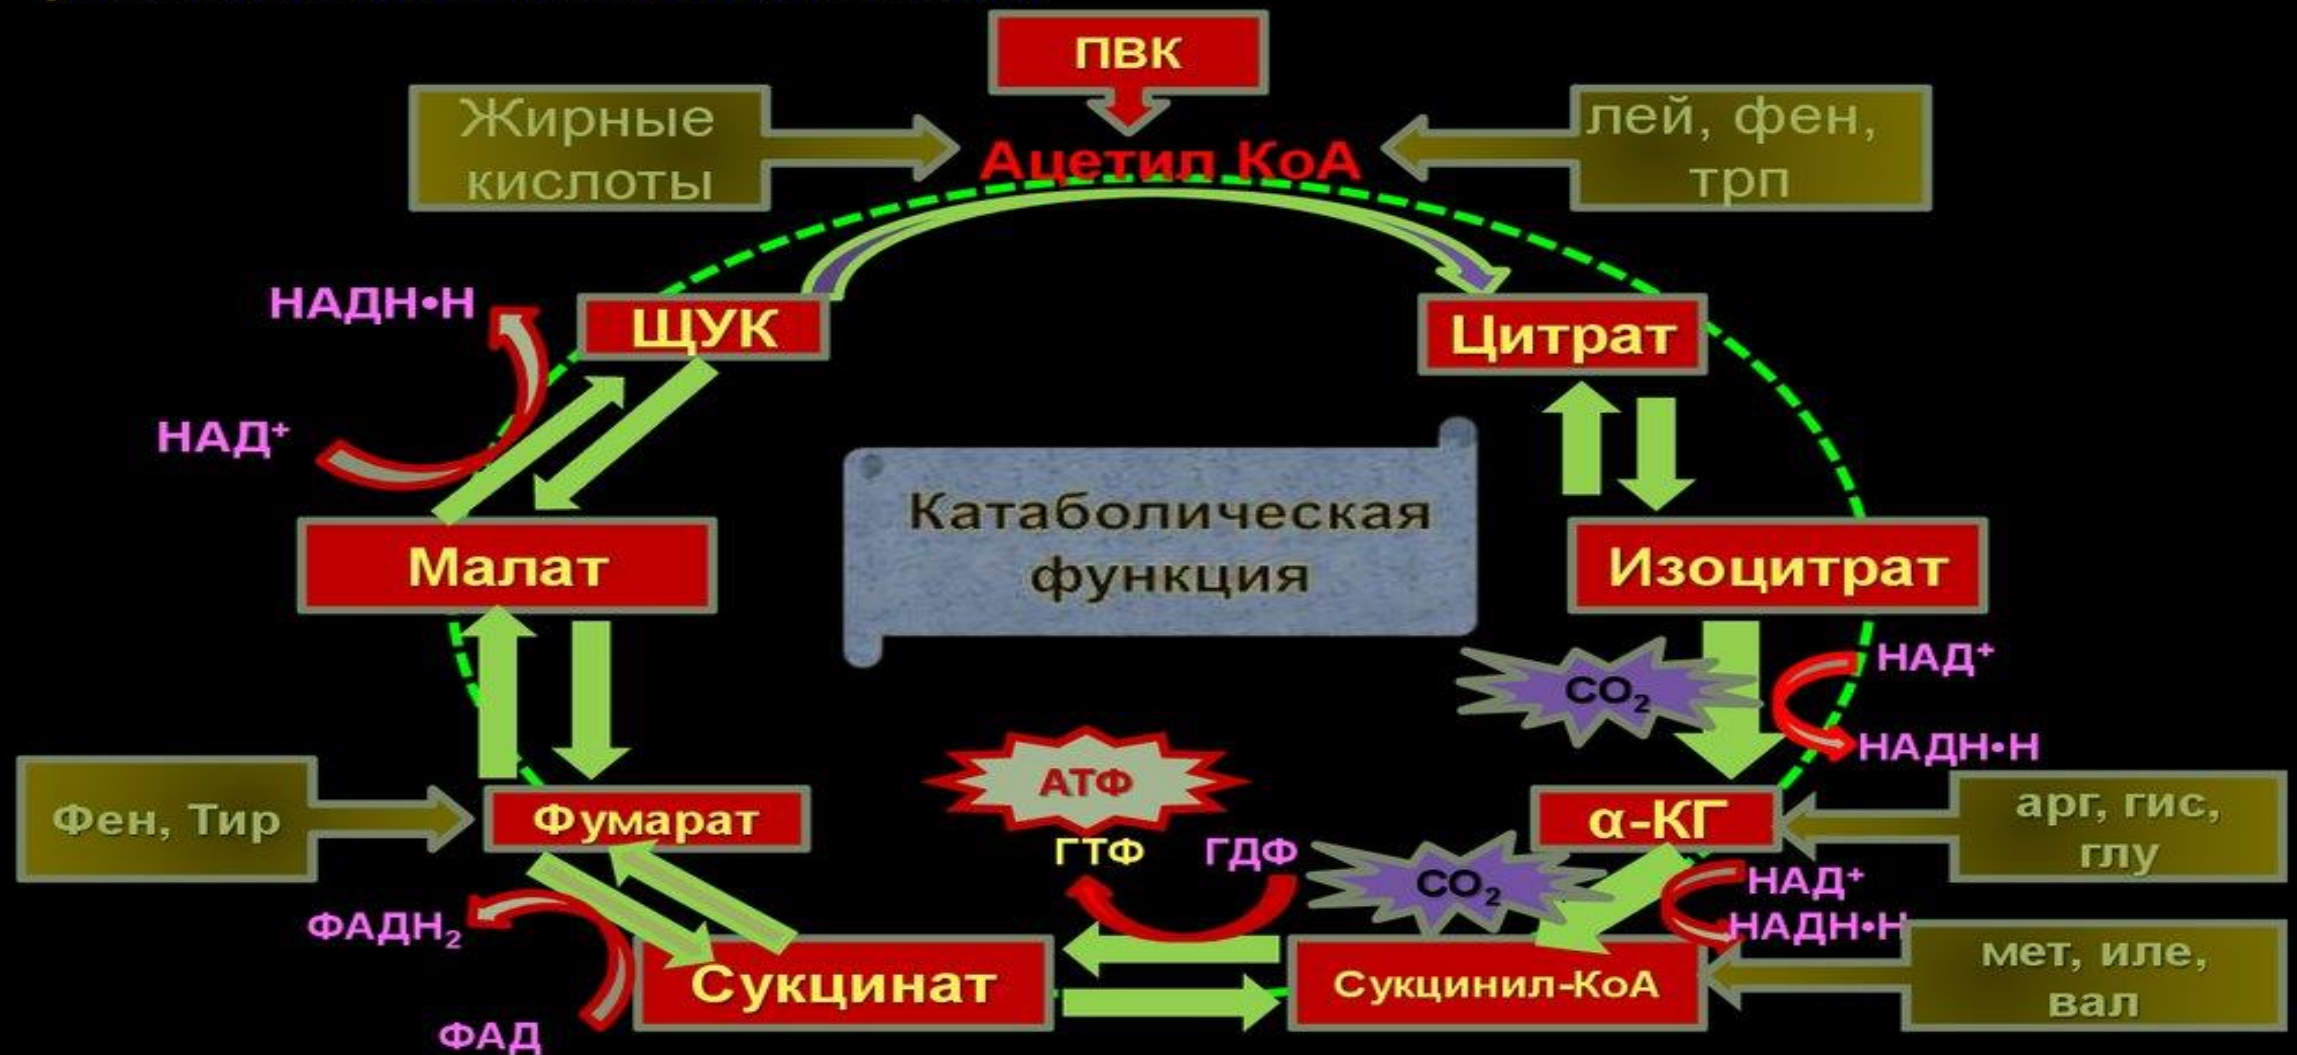 ПВК
Жирные
кислоты
лей, фен,
трп
Ацетил КоА
НАДН•Н
ЩУК
Цитрат
НАД⁺
Катаболическая
функция
Малат
Изоцитрат
CO₂
НАД⁺
НАДН•Н
АТФ
Фен, Тир
Фумарат
ГТФ
ГДФ
α-КГ
арг, гис,
глу
CO₂
НАД⁺
НАДН•Н
ФАДН₂
Сукцинат
Сукцинил-КоА
мет, иле,
вал
ФАД